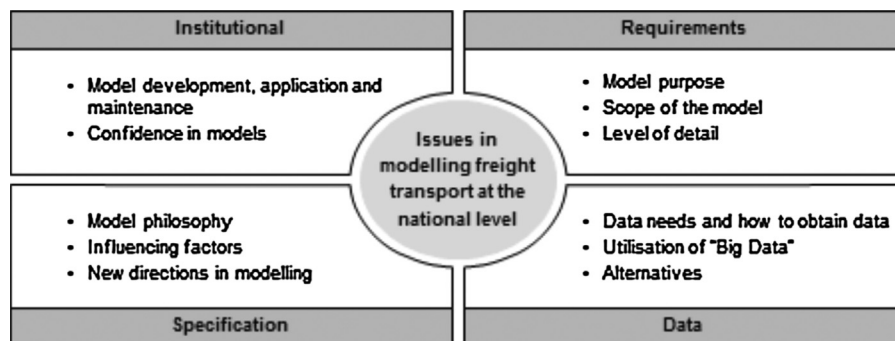 Institutional
• Model development, application and
maintenance
• Confidence in models
Requirements
• Model purpose
• Scope of the model
• Level of detail
Issues in
modelling freight
transport at the
national level
• Model philosophy
• Influencing factors
• New directions in modelling
Specification
• Data needs and how to obtain data
• Utilisation of "Big Data"
• Alternatives
Data